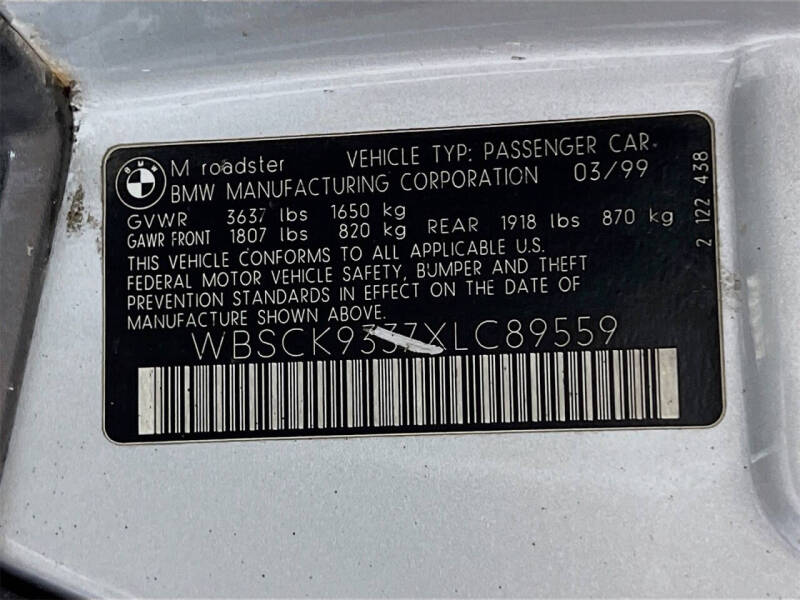 BMW
M roadster VEHICLE TYP: PASSENGER CAR
BMW MANUFACTURING CORPORATION 03/99
GVWR 3637 lbs 1650 kg
GAWR FRONT 1807 lbs 820 kg REAR 1918 lbs 870 kg
THIS VEHICLE CONFORMS TO ALL APPLICABLE U.S.
FEDERAL MOTOR VEHICLE SAFETY, BUMPER AND THEFT
PREVENTION STANDARDS IN EFFECT ON THE DATE OF
MANUFACTURE SHOWN ABOVE.
WBSCK9337XLC89559
2 122 438